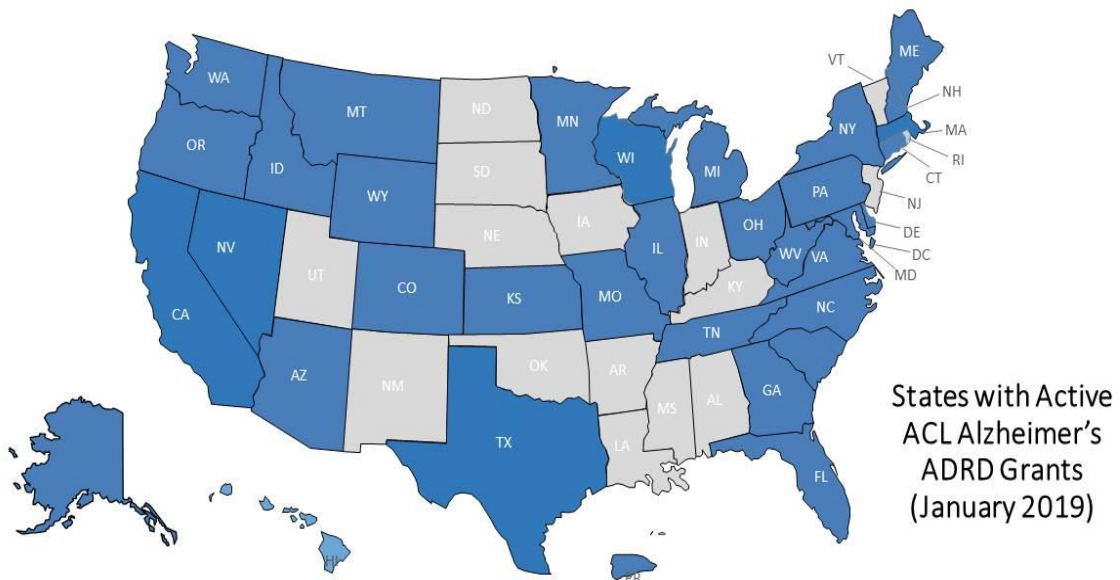 WA
MT
ND
MN
VT
ME
NH
OR
ID
SD
WI
MI
NY
MA
RI
CT
WY
IA
PA
NJ
NV
NE
IL
IN
OH
DE
UT
CO
WV
VA
DC
MD
CA
KS
MO
KY
NC
AZ
NM
OK
AR
TN
MS
AL
GA
TX
LA
FL
HI
PR
States with Active
ACL Alzheimer’s
ADRD Grants
(January 2019)